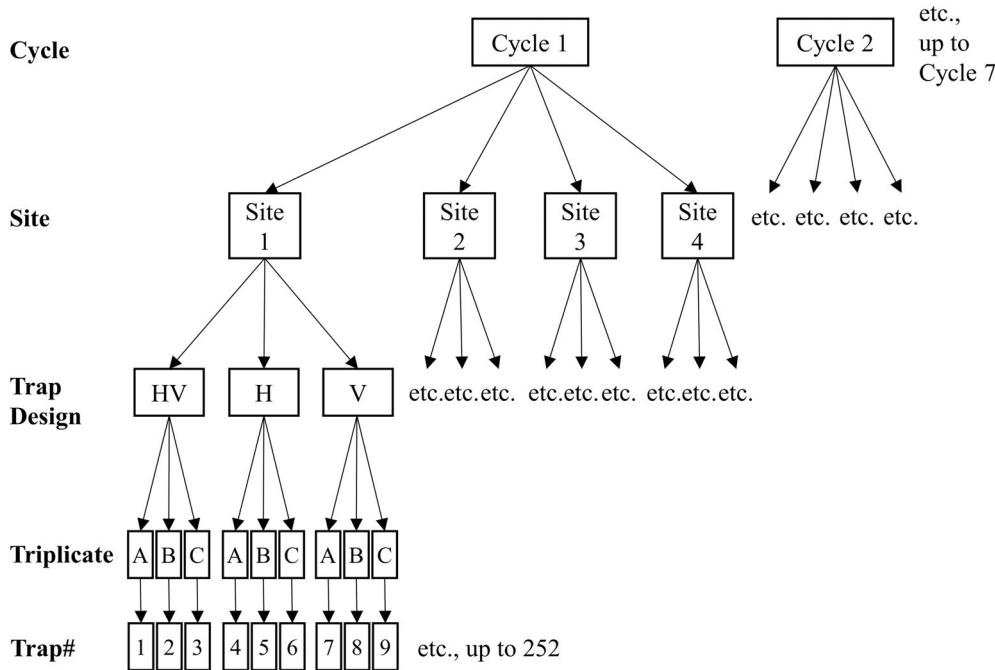 Cycle
Cycle 1
Cycle 2
etc.,
up to
Cycle 7
Site
Site
1
Site
2
Site
3
Site
4
etc. etc. etc. etc.
Trap
Design
HV
H
V
etc. etc. etc.
etc. etc. etc.
etc. etc. etc.
Triplicate
A B C
A B C
A B C
Trap#
1 2 3
4 5 6
7 8 9
etc., up to 252